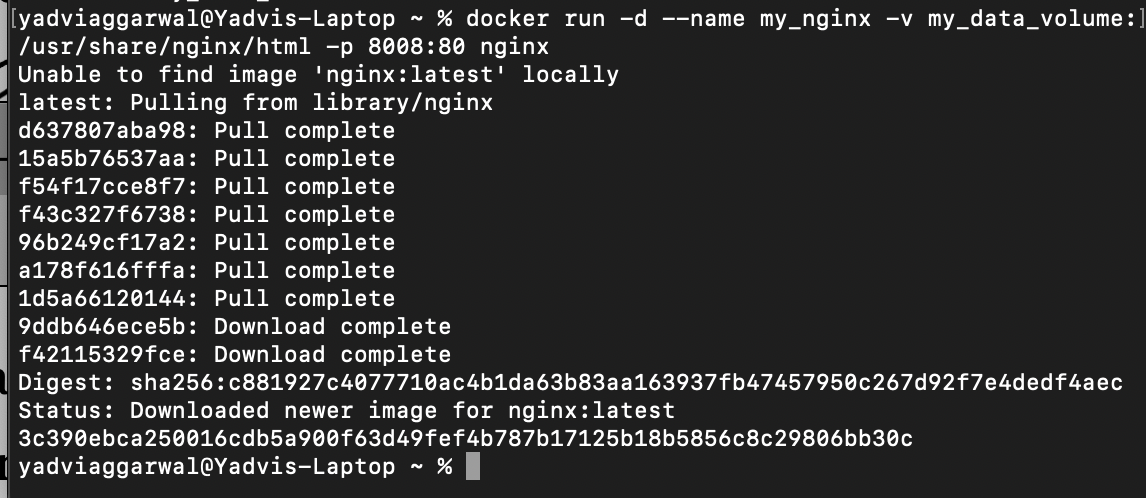 [yadviaggarwal@Yadvis-Laptop ~ % docker run -d --name my_nginx -v my_data_volume:]
/usr/share/nginx/html -p 8008:80 nginx
Unable to find image 'nginx:latest' locally
latest: Pulling from library/nginx
d637807aba98: Pull complete
15a5b76537aa: Pull complete
f54f17cce8f7: Pull complete
f43c327f6738: Pull complete
96b249cf17a2: Pull complete
a178f616fffa: Pull complete
1d5a66120144: Pull complete
9ddb646ece5b: Download complete
f42115329fce: Download complete
Digest: sha256:c881927c4077710ac4b1da63b83aa163937fb47457950c267d92f7e4dedf4aec
Status: Downloaded newer image for nginx:latest
3c390ebca250016cdb5a900f63d49fef4b787b17125b18b5856c8c29806bb30c
yadviaggarwal@Yadvis-Laptop ~ %